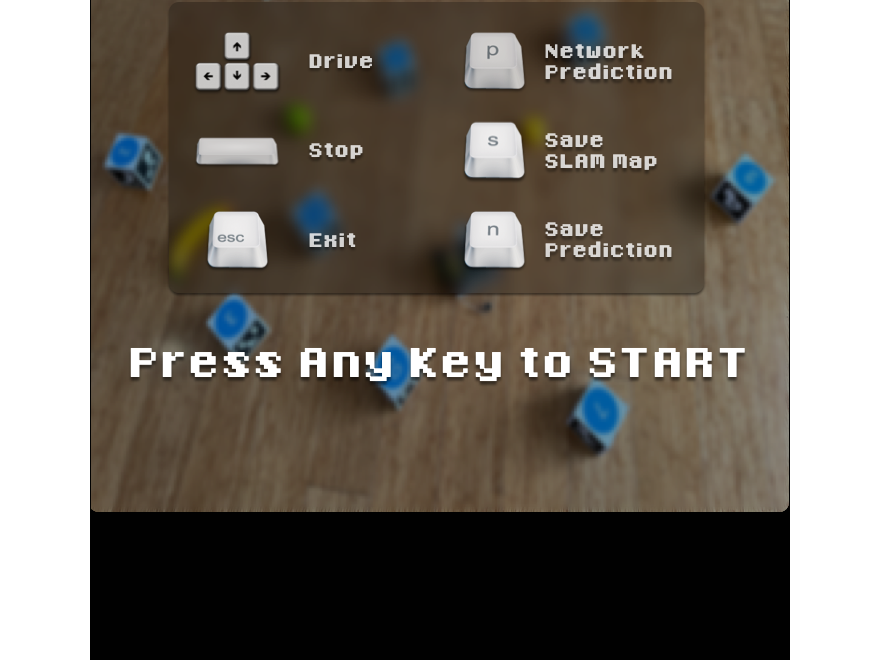 Drive
p
Network
Prediction
Stop
s
Save
SLAM Map
esc
Exit
n
Save
Prediction
Press Any Key to START